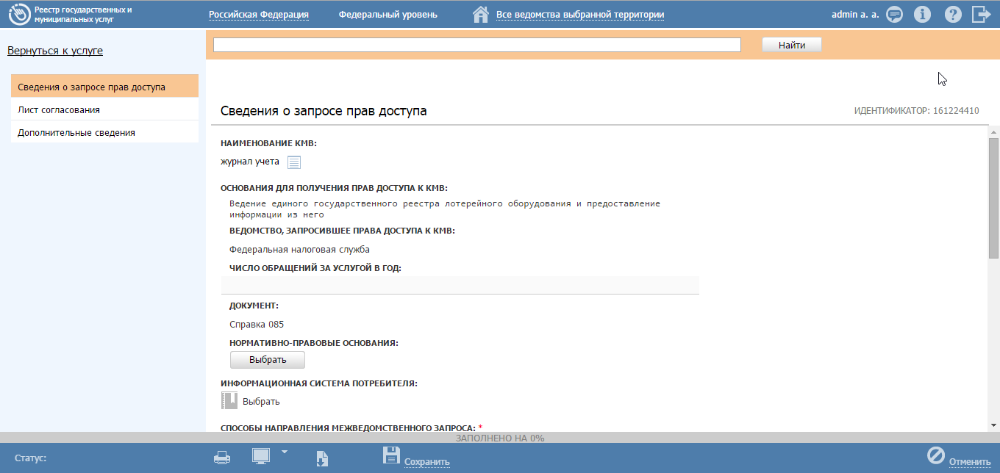 Реестр государственных и
муниципальных услуг
Российская Федерация
Федеральный уровень
Все ведомства выбранной территории
admin a. a.
Вернуться к услуге
Найти
Сведения о запросе прав доступа
Лист согласования
Дополнительные сведения
Сведения о запросе прав доступа
ИДЕНТИФИКАТОР: 161224410
НАИМЕНОВАНИЕ КМВ:
журнал учета
ОСНОВАНИЯ ДЛЯ ПОЛУЧЕНИЯ ПРАВ ДОСТУПА К КМВ:
Ведение единого государственного реестра лотерейного оборудования и предоставление
информации из него
ВЕДОМСТВО, ЗАПРОСИВШЕЕ ПРАВА ДОСТУПА К КМВ:
Федеральная налоговая служба
ЧИСЛО ОБРАЩЕНИЙ ЗА УСЛУГОЙ В ГОД:
ДОКУМЕНТ:
Справка 085
НОРМАТИВНО-ПРАВОВЫЕ ОСНОВАНИЯ:
Выбрать
ИНФОРМАЦИОННАЯ СИСТЕМА ПОТРЕБИТЕЛЯ:
Выбрать
СПОСОБЫ НАПРАВЛЕНИЯ МЕЖВЕДОМСТВЕННОГО ЗАПРОСА: *
ЗАПОЛНЕНО НА 0%
Статус:
Сохранить
Отменить